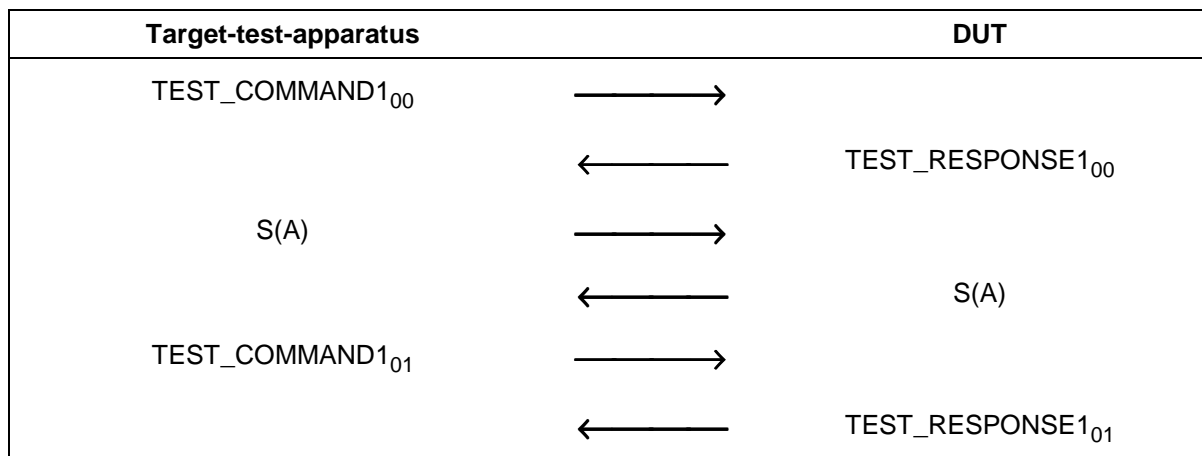 Target-test-apparatus DUT
TEST_COMMAND1₀₀
TEST_RESPONSE1₀₀
S(A)
S(A)
TEST_COMMAND1₀₁
TEST_RESPONSE1₀₁